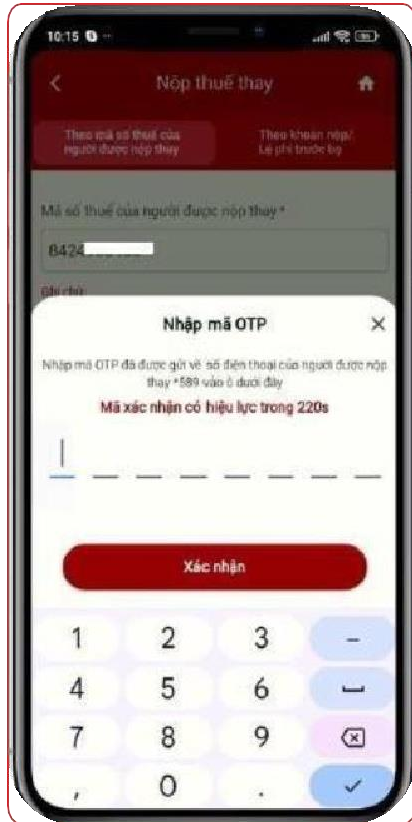 10:15
Nộp thuế thay
Theo mã số thuế của
người được nộp thay
Theo khoản nộp/
Lệ phí trước bạ
Mã số thuế của người được nộp thay *
8424
Ghi chú:
Nhập mã OTP
Nhập mã OTP đã được gửi về số điện thoại của người được nộp
thay *589 vào ô dưới đây
Mã xác nhận có hiệu lực trong 220s
Xác nhận
1 2 3 -
4 5 6
7 8 9
, 0 .